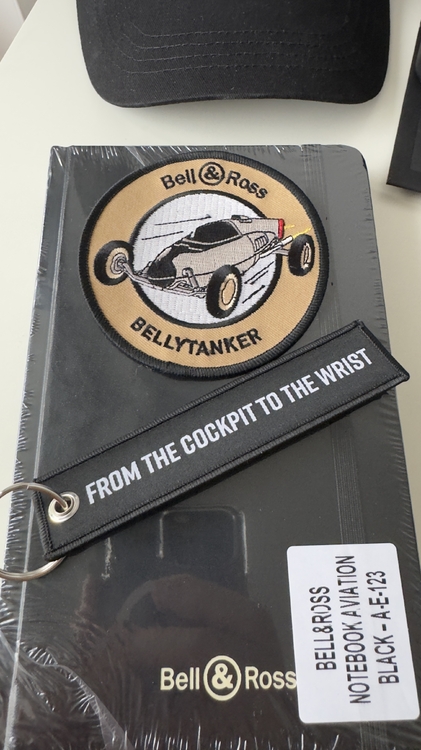 Bell & Ross
BELLYTANKER
FROM THE COCKPIT TO THE WRIST
BELL&ROSS
NOTEBOOK AVIATION
BLACK - A-E-123
Bell & Ross